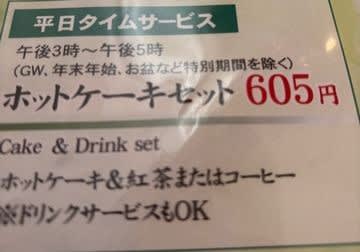 平日タイムサービス
午後3時〜午後5時
(GW、年末年始、お盆など特別期間を除く)
ホットケーキセット 605円
Cake & Drink set
ホットケーキ&紅茶またはコーヒー
※ドリンクサービスもOK